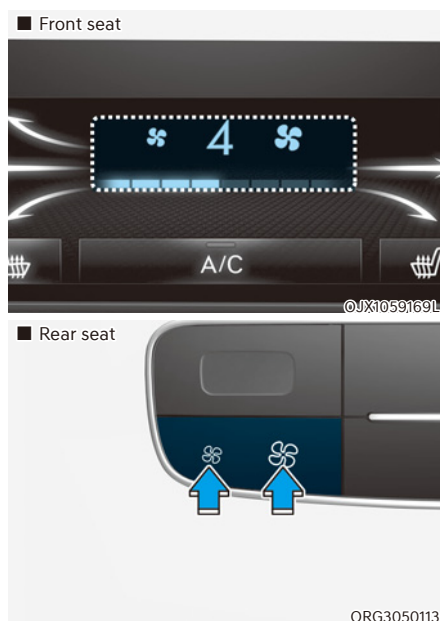 ■ Front seat
4
A/C
OJX1059169L
■ Rear seat
ORG3050113